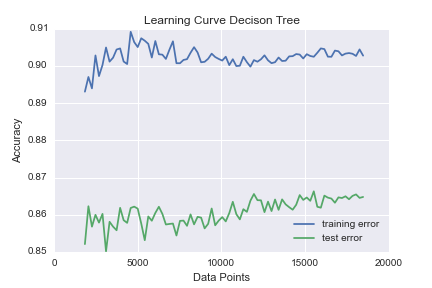 Learning Curve Decison Tree
0.91
0.90
0.89
0.88
0.87
0.86
0.85
Accuracy
training error
test error
0
5000
10000
15000
20000
Data Points